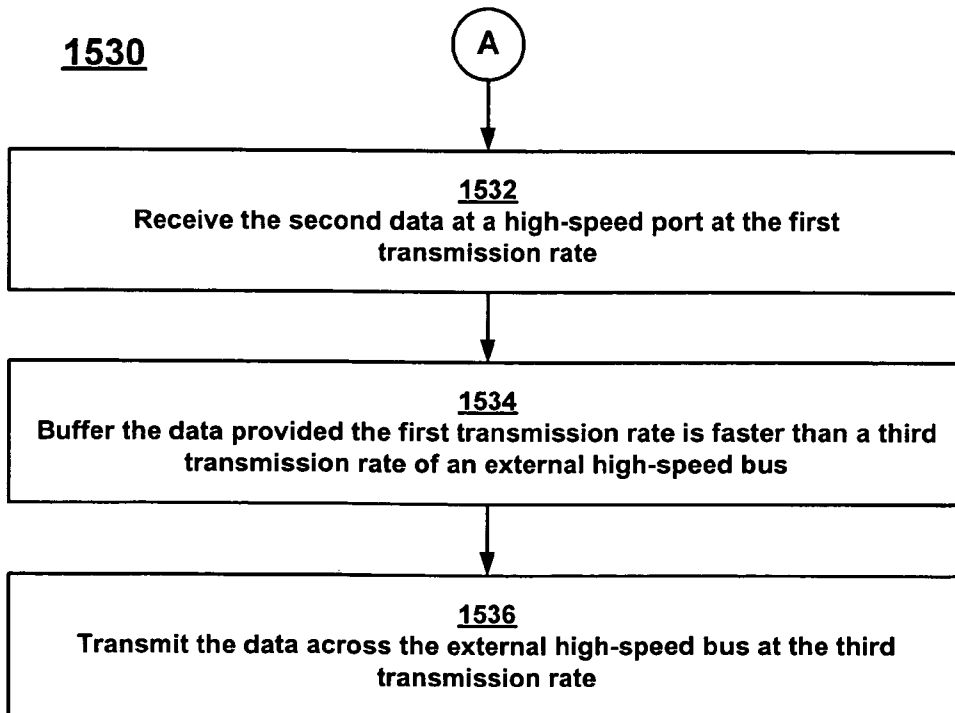 1530
A
1532
Receive the second data at a high-speed port at the first
transmission rate
1534
Buffer the data provided the first transmission rate is faster than a third
transmission rate of an external high-speed bus
1536
Transmit the data across the external high-speed bus at the third
transmission rate